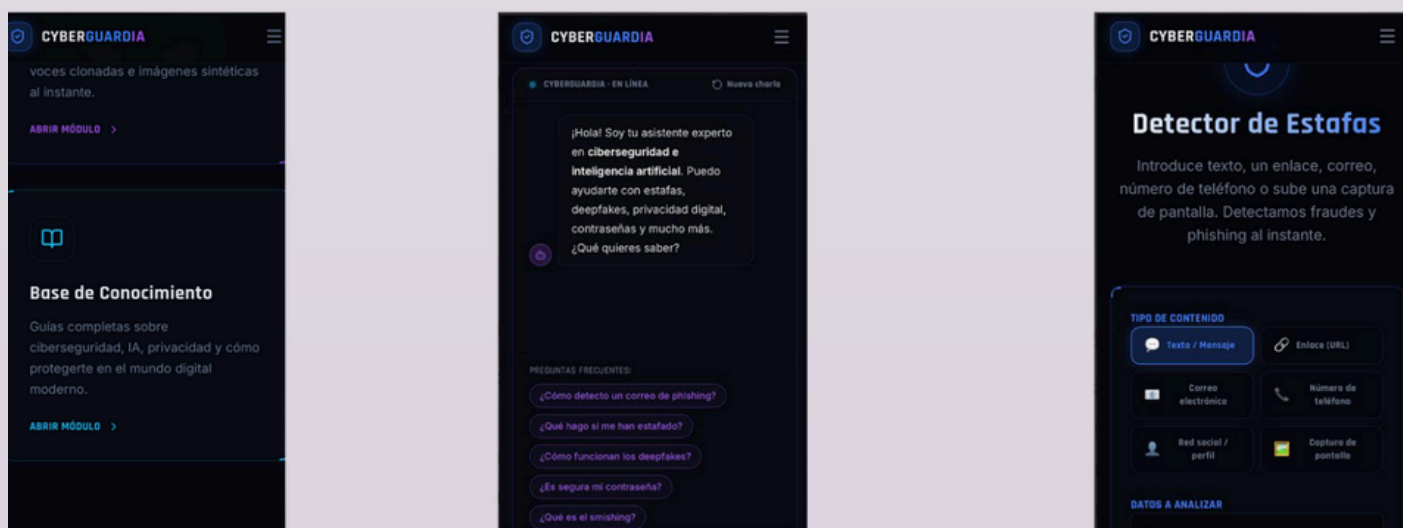 CYBERGUARDIA
voces clonadas e imágenes sintéticas
al instante.
ABRIR MÓDULO >
Base de Conocimiento
Guías completas sobre
ciberseguridad, IA, privacidad y cómo
protegerte en el mundo digital
moderno.
ABRIR MÓDULO >
CYBERGUARDIA
CYBERGUARDIA - EN LÍNEA
Nueva charla
¡Hola! Soy tu asistente experto
en ciberseguridad e
inteligencia artificial. Puedo
ayudarte con estafas,
deepfakes, privacidad digital,
contraseñas y mucho más.
¿Qué quieres saber?
PREGUNTAS FRECUENTES:
¿Cómo detecto un correo de phishing?
¿Qué hago si me han estafado?
¿Cómo funcionan los deepfakes?
¿Es segura mi contraseña?
¿Qué es el smishing?
CYBERGUARDIA
Detector de Estafas
Introduce texto, un enlace, correo,
número de teléfono o sube una captura
de pantalla. Detectamos fraudes y
phishing al instante.
TIPO DE CONTENIDO
Texto / Mensaje
Enlace (URL)
Correo
electrónico
Número de
teléfono
Red social /
perfil
Captura de
pantalla
DATOS A ANALIZAR